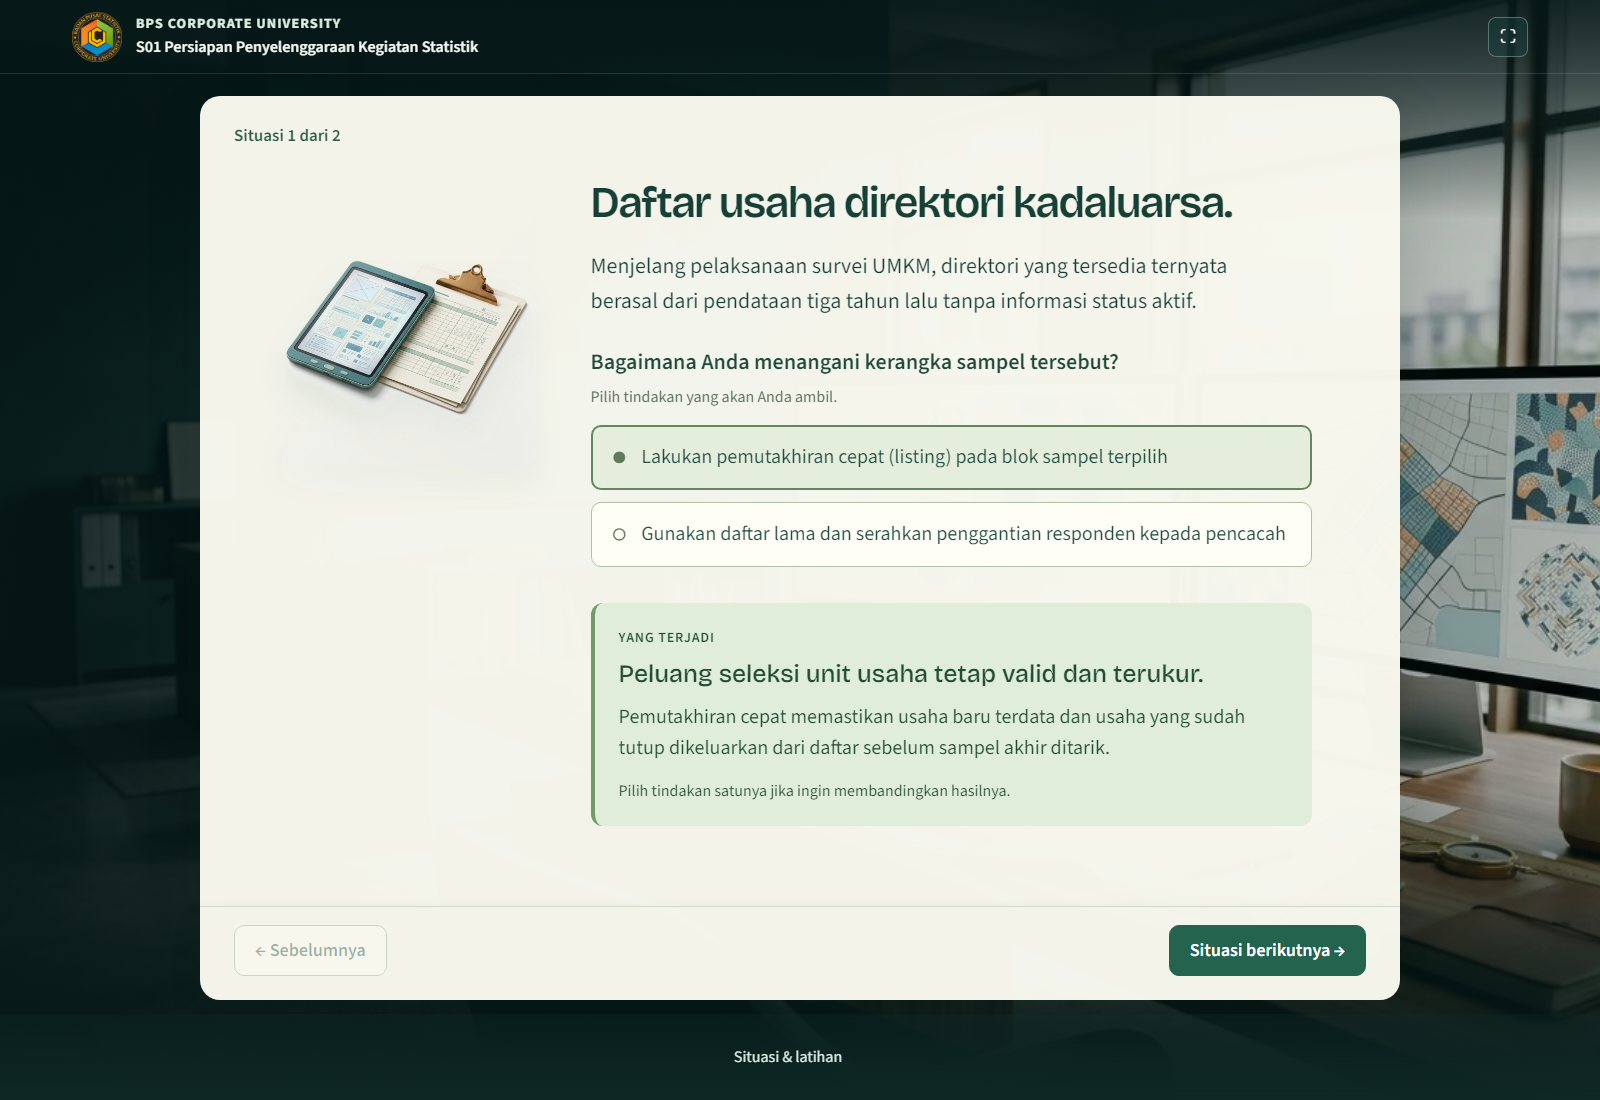 BPS CORPORATE UNIVERSITY
S01 Persiapan Penyelenggaraan Kegiatan Statistik
Situasi 1 dari 2
Daftar usaha direktori kadaluarsa.
Menjelang pelaksanaan survei UMKM, direktori yang tersedia ternyata
berasal dari pendataan tiga tahun lalu tanpa informasi status aktif.
Bagaimana Anda menangani kerangka sampel tersebut?
Pilih tindakan yang akan Anda ambil.
Lakukan pemutakhiran cepat (listing) pada blok sampel terpilih
Gunakan daftar lama dan serahkan penggantian responden kepada pencacah
YANG TERJADI
Peluang seleksi unit usaha tetap valid dan terukur.
Pemutakhiran cepat memastikan usaha baru terdata dan usaha yang sudah
tutup dikeluarkan dari daftar sebelum sampel akhir ditarik.
Pilih tindakan satunya jika ingin membandingkan hasilnya.
← Sebelumnya
Situasi berikutnya →
Situasi & latihan